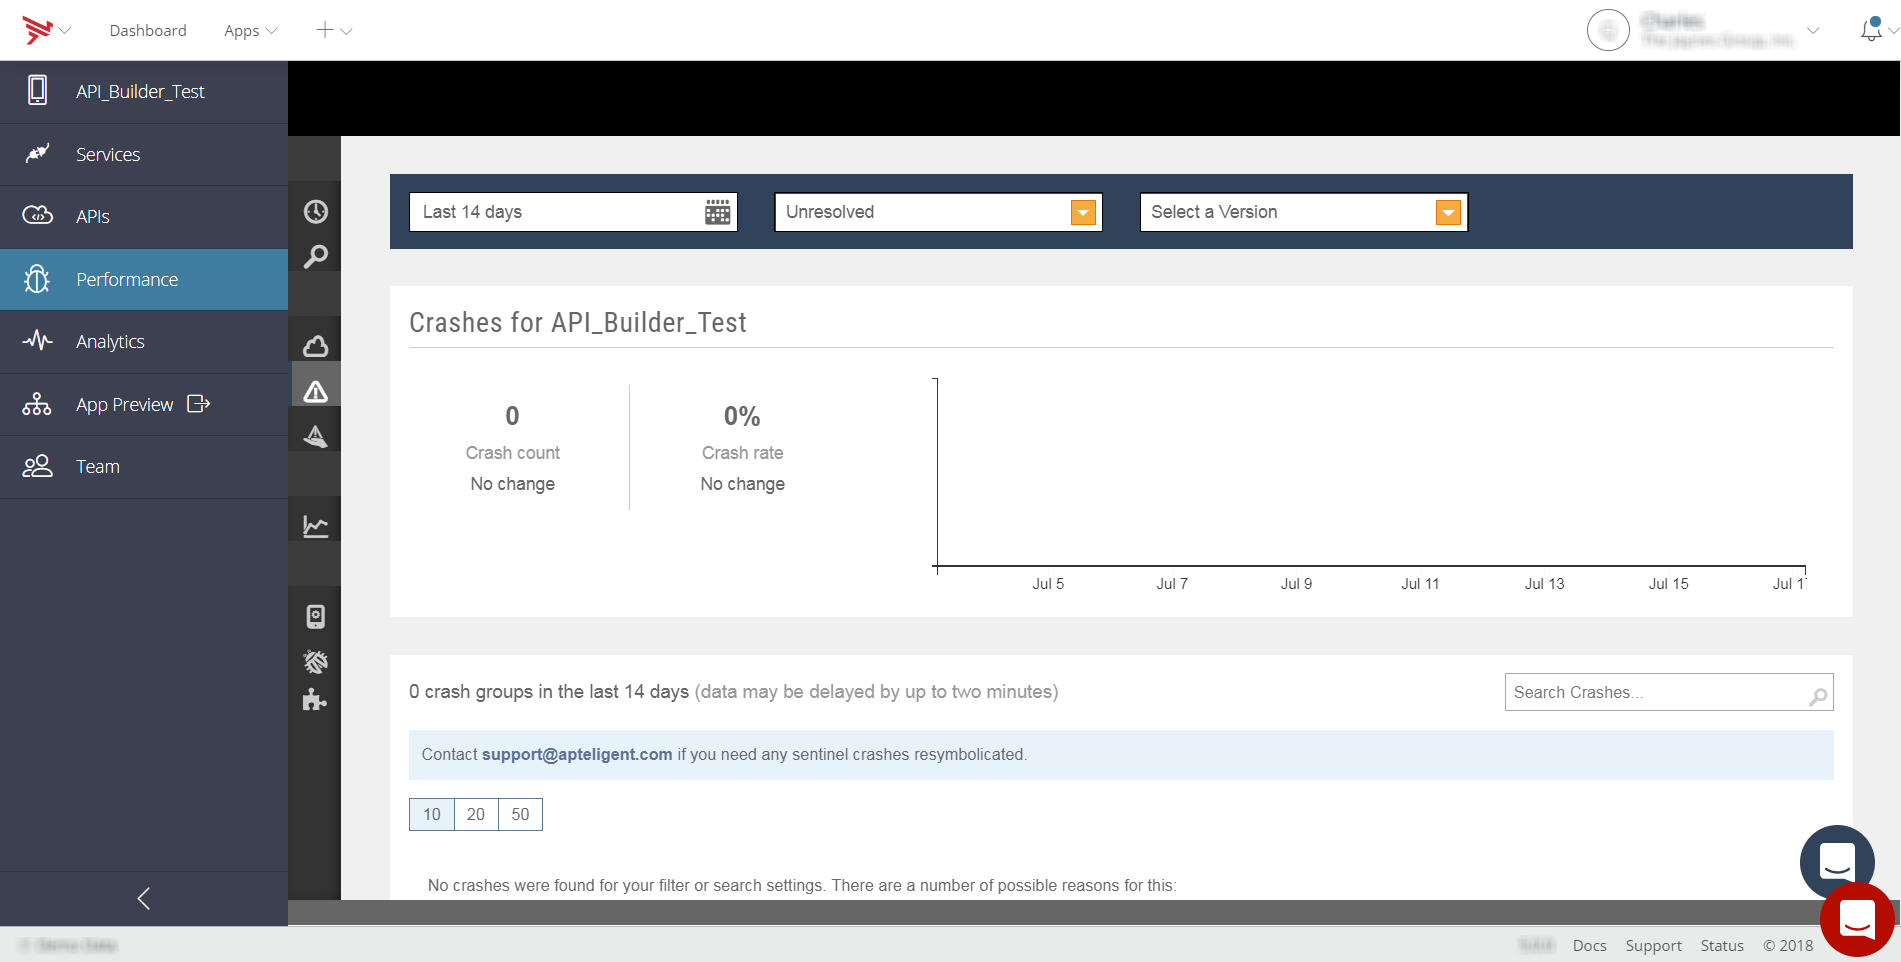 Dashboard
Apps
API_Builder_Test
Services
APIs
Performance
Analytics
App Preview
Team
Last 14 days
Unresolved
Select a Version
Crashes for API_Builder_Test
0
Crash count
No change
0%
Crash rate
No change
Jul 5
Jul 7
Jul 9
Jul 11
Jul 13
Jul 15
Jul 1
0 crash groups in the last 14 days (data may be delayed by up to two minutes)
Search Crashes...
Contact support@apteligent.com if you need any sentinel crashes resymbolicated.
10 20 50
No crashes were found for your filter or search settings. There are a number of possible reasons for this:
Docs Support Status © 2018